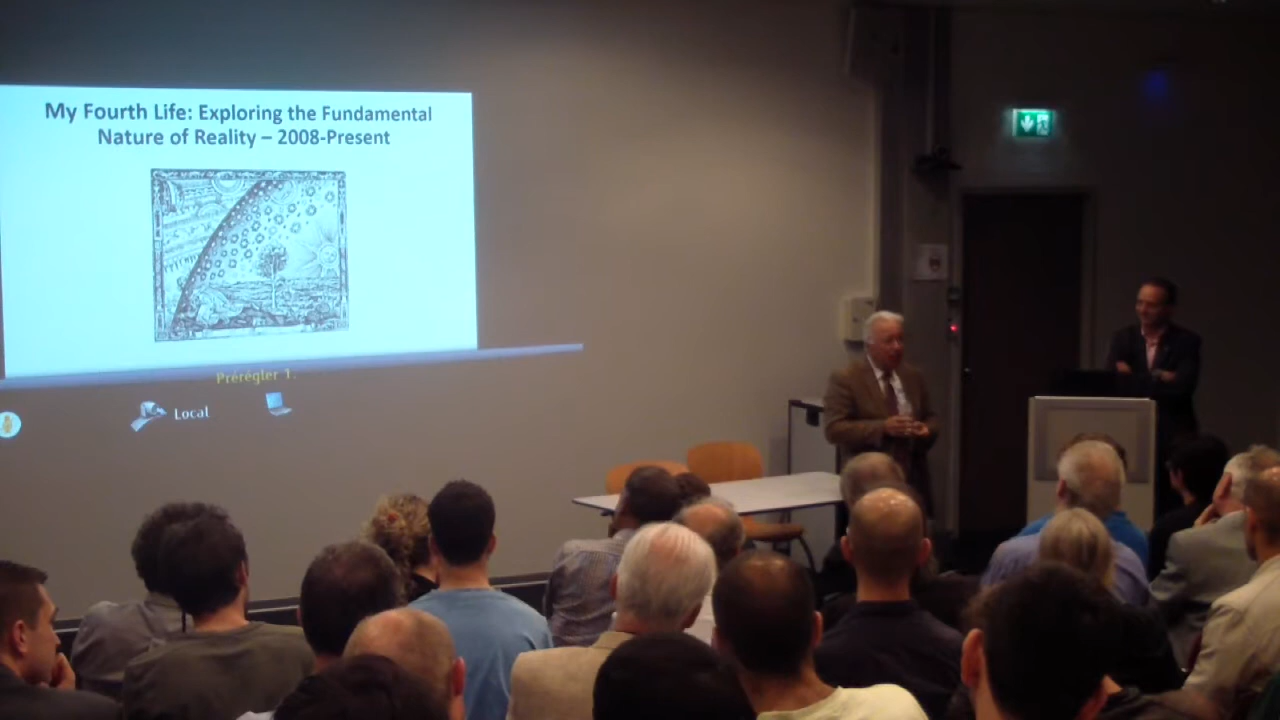 My Fourth Life: Exploring the Fundamental
Nature of Reality – 2008-Present
Prérégler 1.
Local